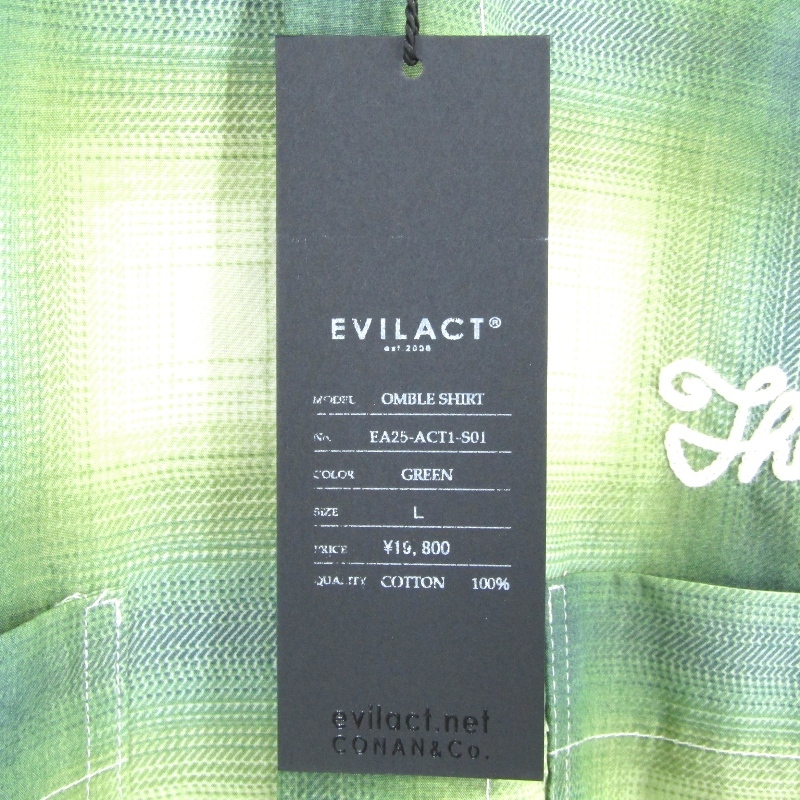 EVILACT®
est.2008
MODEL OMBLE SHIRT
No. EA25-ACT1-S01
COLOR GREEN
SIZE L
PRICE ¥19,800
QUALITY COTTON 100%
evilact.net
CONAN&Co.